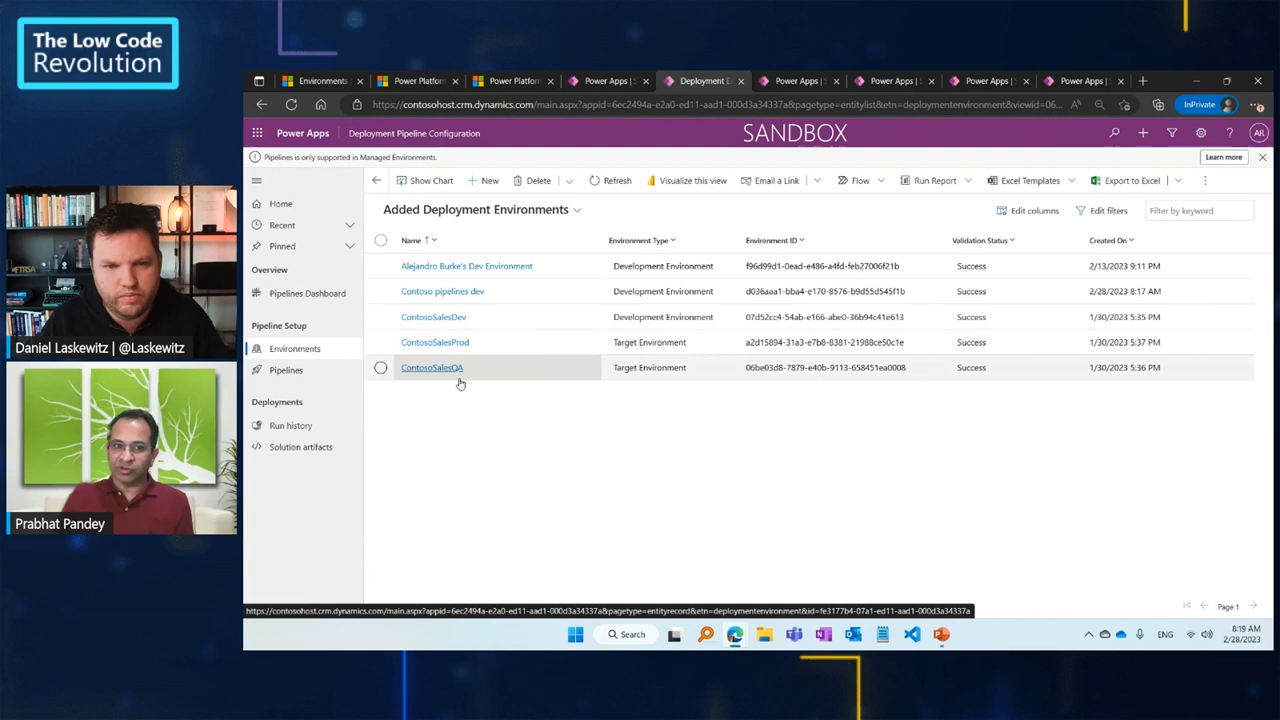 The Low Code
Revolution
Environments
Power Platform
Power Platform
Power Apps | S
Deployment E
Power Apps | S
Power Apps | S
Power Apps | S
Power Apps | S
https://contosohost.crm.dynamics.com/main.aspx?appid=6ec2494a-e2a0-ed11-aad1-000d3a34337a&pagetype=entitylist&etn=deploymentenvironment&viewid=06...
InPrivate
Power Apps
Deployment Pipeline Configuration
SANDBOX
AR
Pipelines is only supported in Managed Environments.
Learn more
Show Chart
New
Delete
Refresh
Visualize this view
Email a Link
Flow
Run Report
Excel Templates
Export to Excel
Home
Recent
Pinned
Overview
Pipelines Dashboard
Pipeline Setup
Environments
Pipelines
Deployments
Run history
Solution artifacts
Added Deployment Environments
Edit columns
Edit filters
Filter by keyword
Name ↑ Environment Type Environment ID Validation Status Created On
Alejandro Burke's Dev Environment Development Environment f96d99d1-0ead-e486-a4fd-feb27006f21b Success 2/13/2023 9:11 PM
Contoso pipelines dev Development Environment d036aaa1-bba4-e170-8576-b9d55d545f1b Success 2/28/2023 8:17 AM
ContosoSalesDev Development Environment 07d52cc4-54ab-e166-abe0-36b94c41e613 Success 1/30/2023 5:35 PM
ContosoSalesProd Target Environment a2d15894-31a3-e7b8-8381-21988ce50c1e Success 1/30/2023 5:37 PM
ContosoSalesQA Target Environment 06be03d8-7879-e40b-9113-658451ea0008 Success 1/30/2023 5:36 PM
Page 1
Daniel Laskewitz | @Laskewitz
Prabhat Pandey
https://contosohost.crm.dynamics.com/main.aspx?appid=6ec2494a-e2a0-ed11-aad1-000d3a34337a&pagetype=entityrecord&etn=deploymentenvironment&id=fe3177b4-07a1-ed11-aad1-000d3a34337a
Search
ENG
8:19 AM
2/28/2023